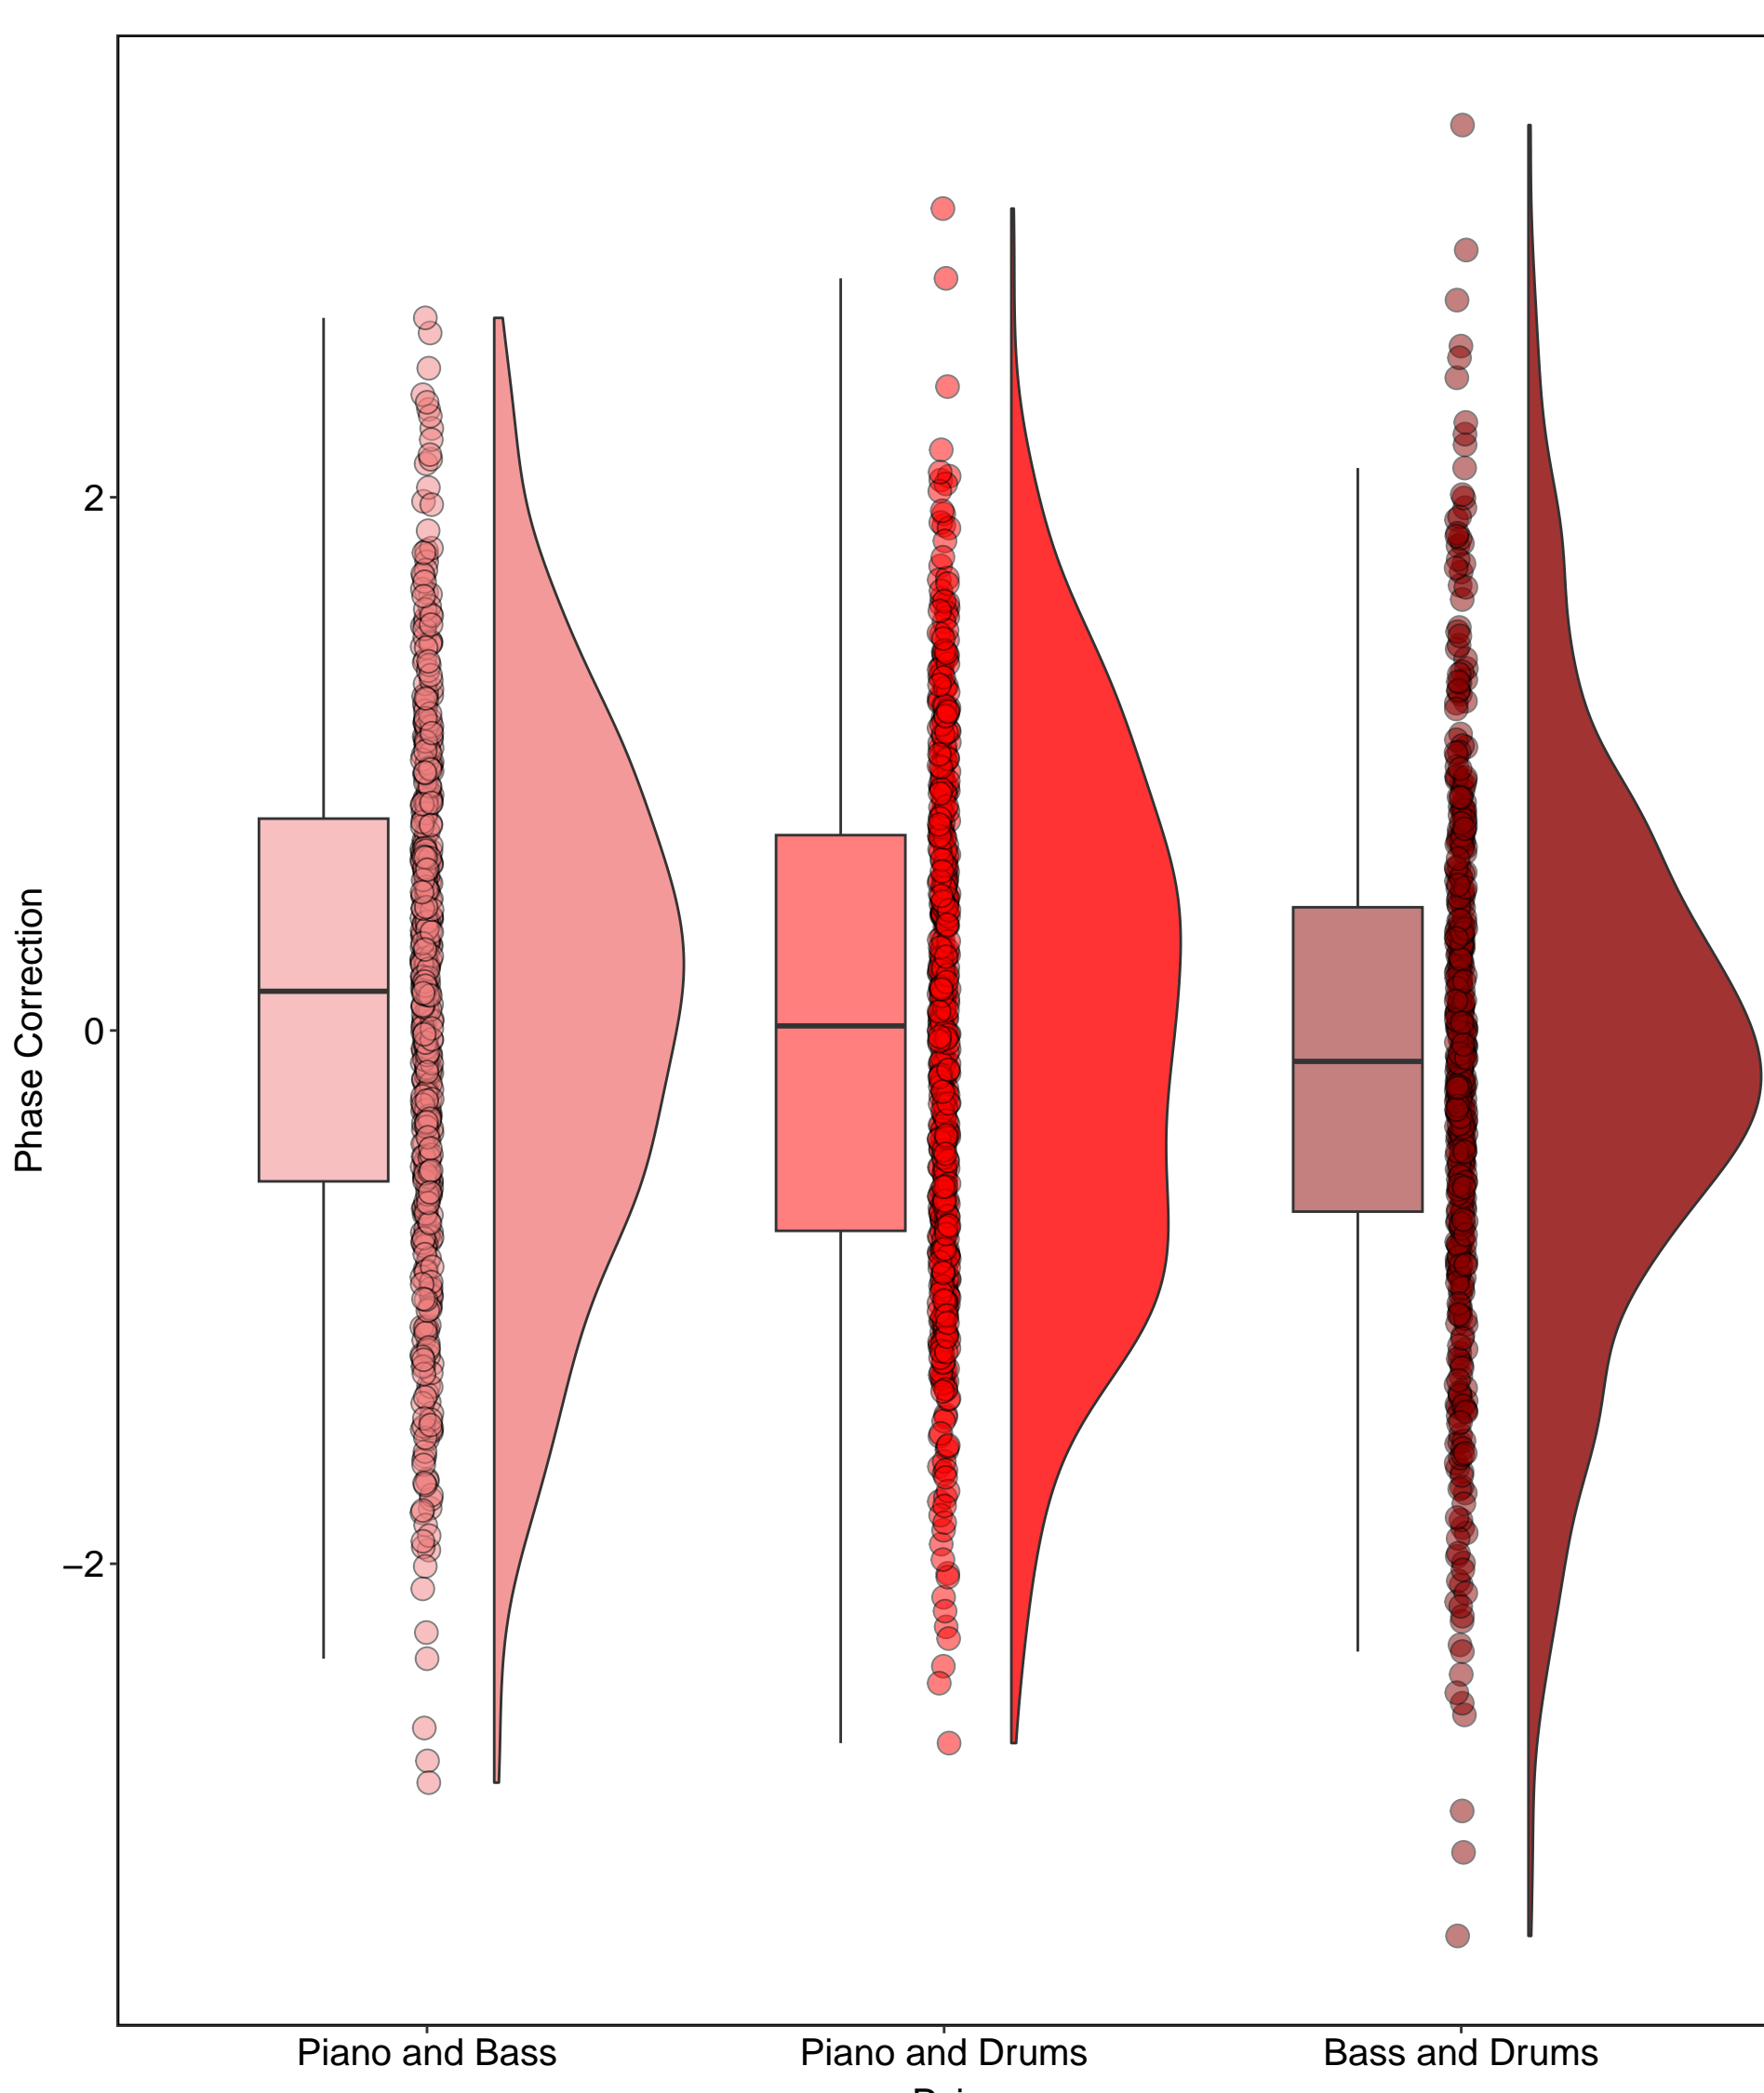 Phase Correction
2
0
−2
Piano and Bass
Piano and Drums
Bass and Drums